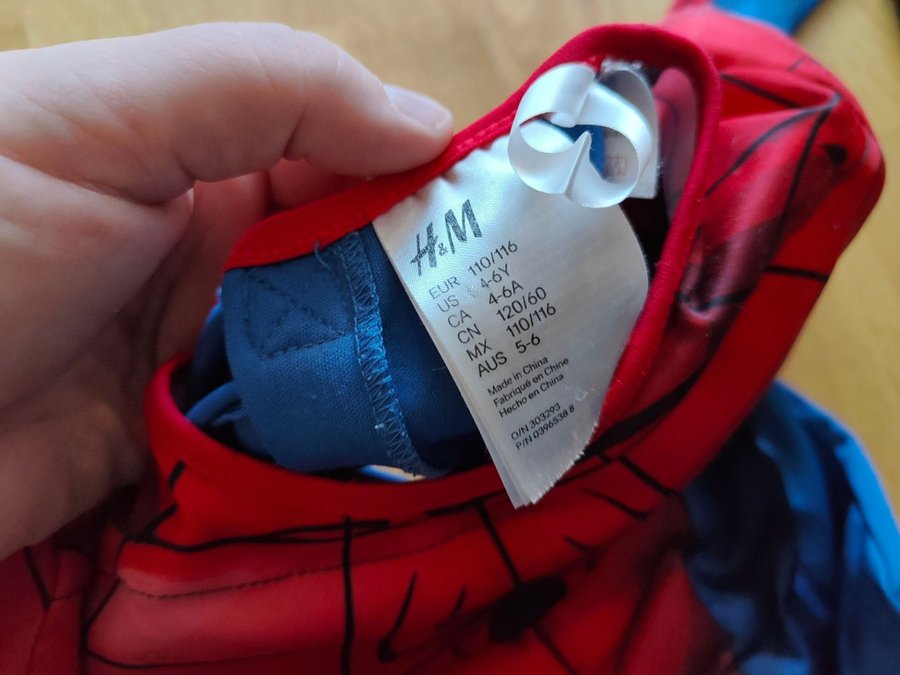 H&M
EUR 110/116
US 4-6Y
CA 4-6A
CN 120/60
MX 110/116
AUS 5-6
Made in China
Fabriqué en Chine
Hecho en China
O/N 303293
P/N 0396538 8